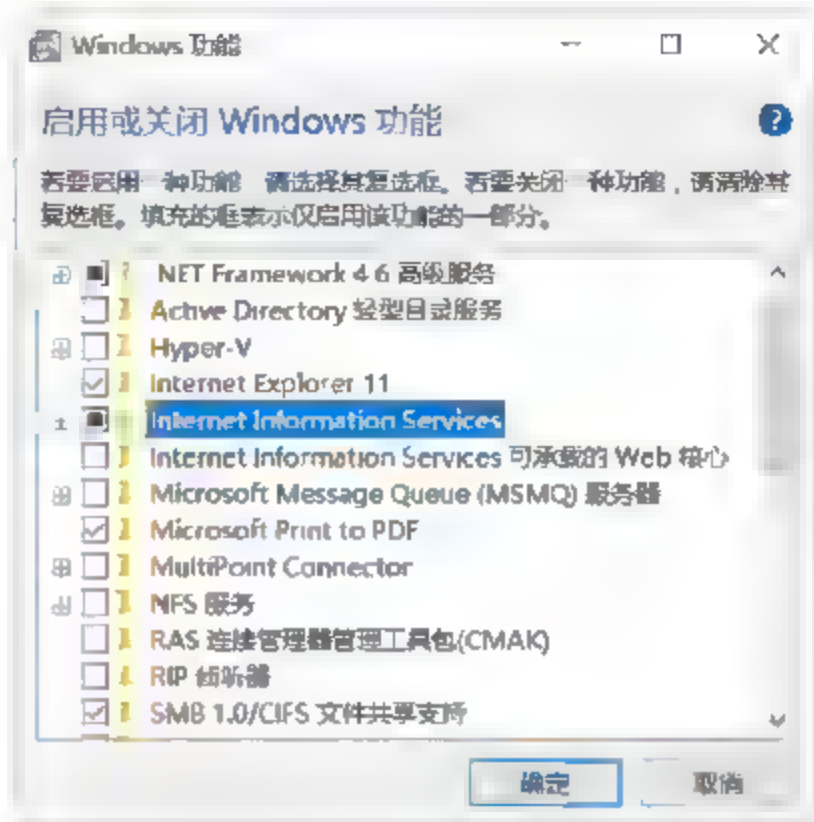 Windows 功能
启用或关闭 Windows 功能
若要启用一种功能，请选择其复选框。若要关闭一种功能，请清除其
复选框。填充的框表示仅启用该功能的一部分。
.NET Framework 4.6 高级服务
Active Directory 轻型目录服务
Hyper-V
Internet Explorer 11
Internet Information Services
Internet Information Services 可承载的 Web 核心
Microsoft Message Queue (MSMQ) 服务器
Microsoft Print to PDF
MultiPoint Connector
NFS 服务
RAS 连接管理器管理工具包(CMAK)
RIP 侦听器
SMB 1.0/CIFS 文件共享支持
确定
取消